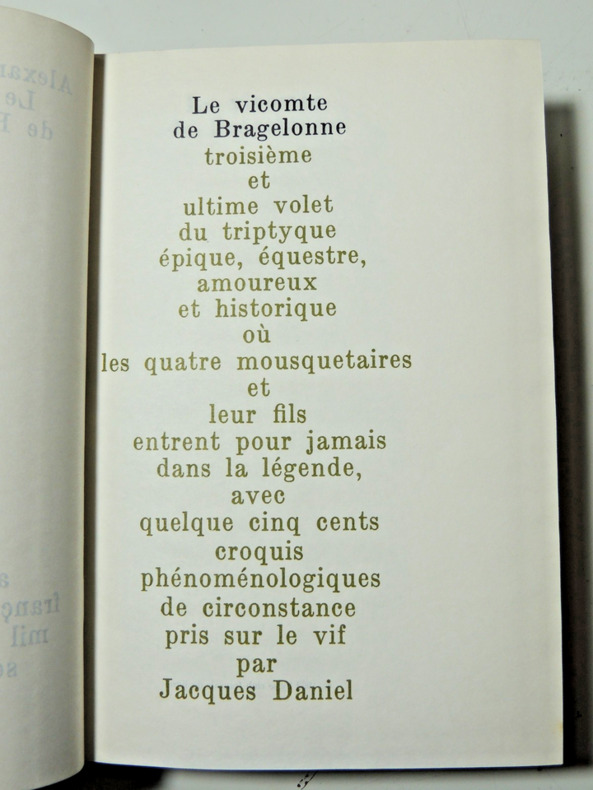 Le vicomte
de Bragelonne
troisième
et
ultime volet
du triptyque
épique, équestre,
amoureux
et historique
où
les quatre mousquetaires
et
leur fils
entrent pour jamais
dans la légende,
avec
quelque cinq cents
croquis
phénoménologiques
de circonstance
pris sur le vif
par
Jacques Daniel